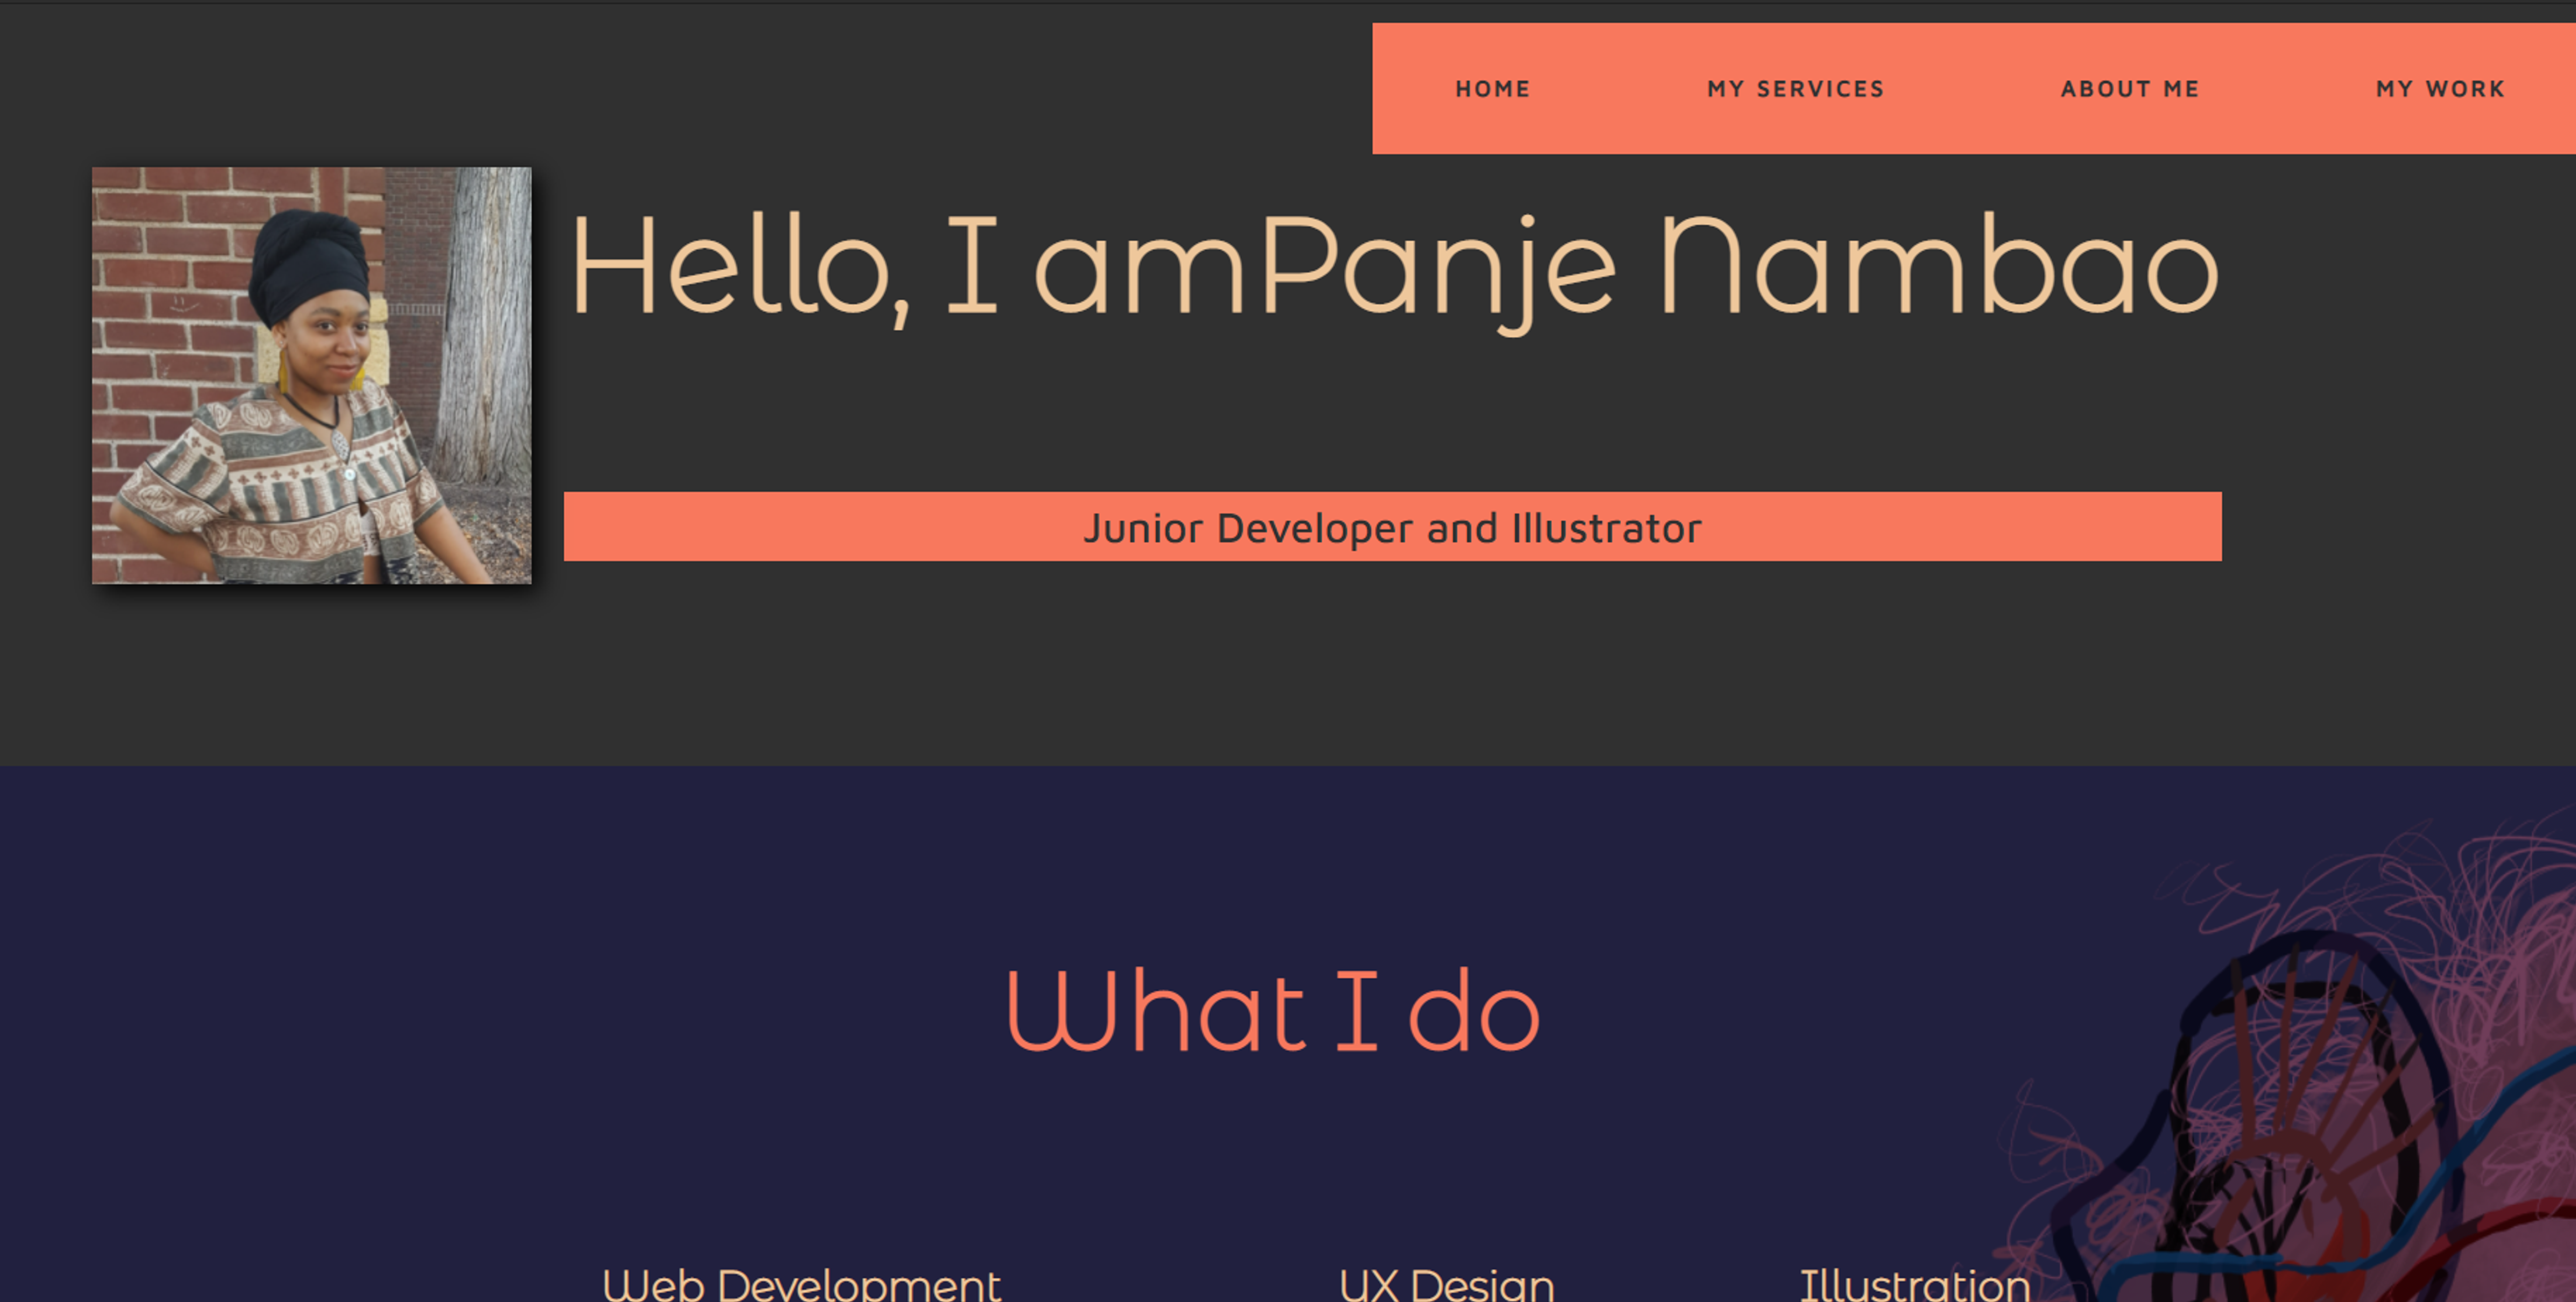 HOME MY SERVICES ABOUT ME MY WORK
Hello, I amPanje Nambao
Junior Developer and Illustrator
What I do
Web Development UX Design Illustration